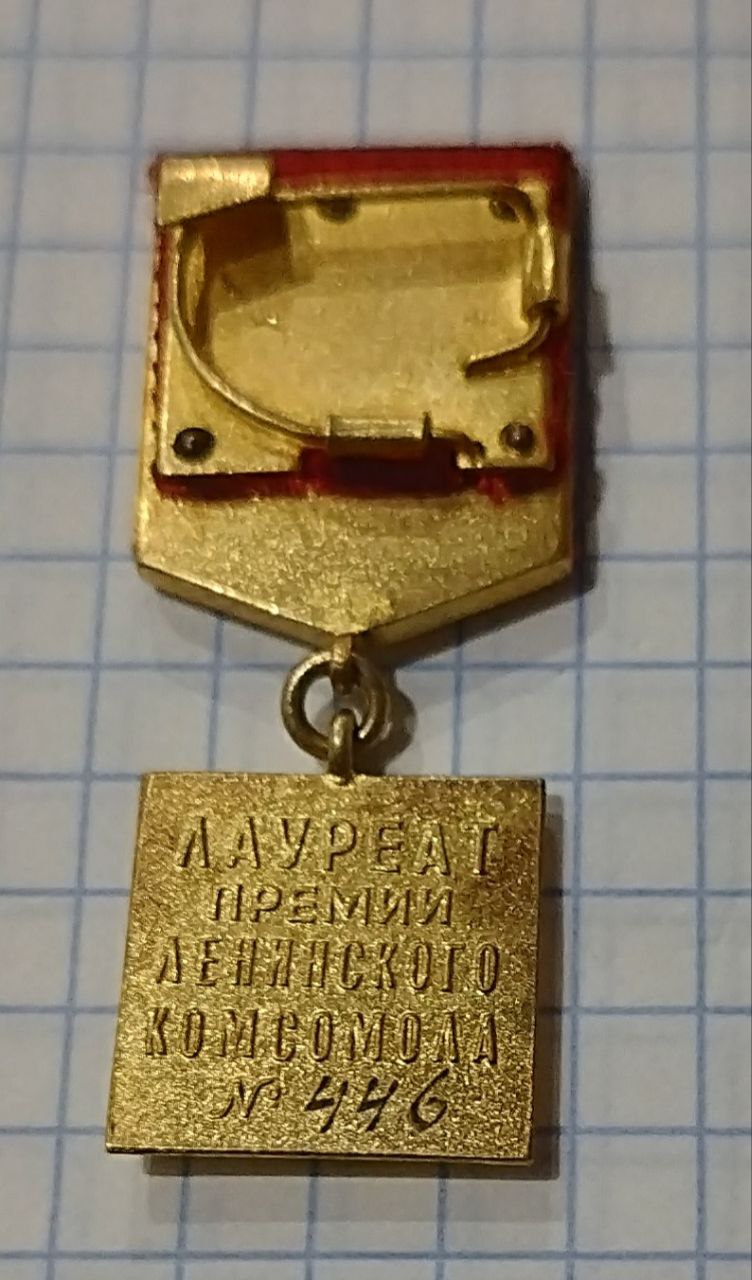 ЛАУРЕАТ
ПРЕМИИ
ЛЕНИНСКОГО
КОМСОМОЛА
№ 446